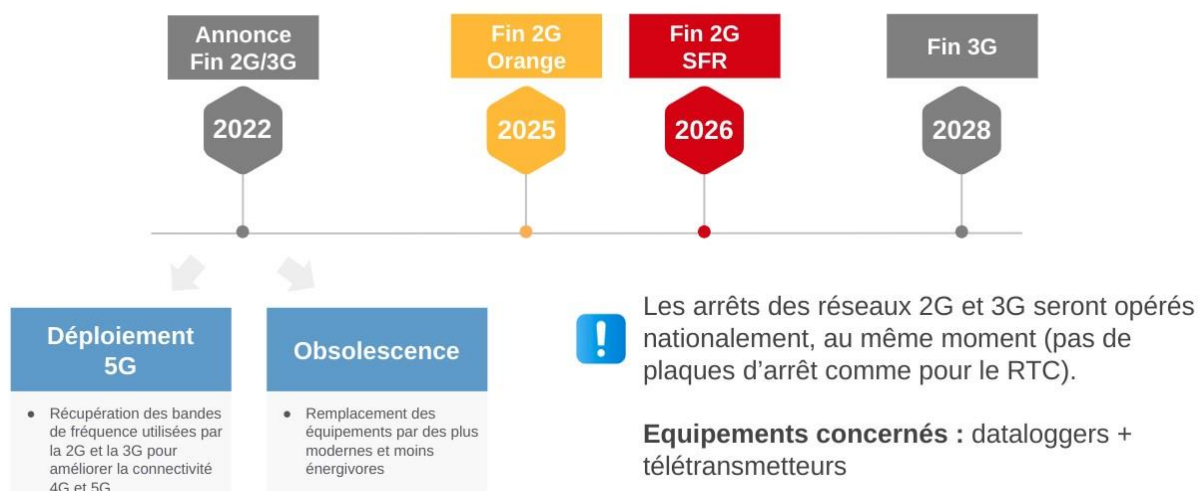 Annonce
Fin 2G/3G
Fin 2G
Orange
Fin 2G
SFR
Fin 3G
2022
2025
2026
2028
Déploiement
5G
Récupération des bandes
de fréquence utilisées par
la 2G et la 3G pour
améliorer la connectivité
4G et 5G
Obsolescence
Remplacement des
équipements par des plus
modernes et moins
énergivores
Les arrêts des réseaux 2G et 3G seront opérés
nationalement, au même moment (pas de
plaques d'arrêt comme pour le RTC).
Equipements concernés : dataloggers +
télétransmetteurs